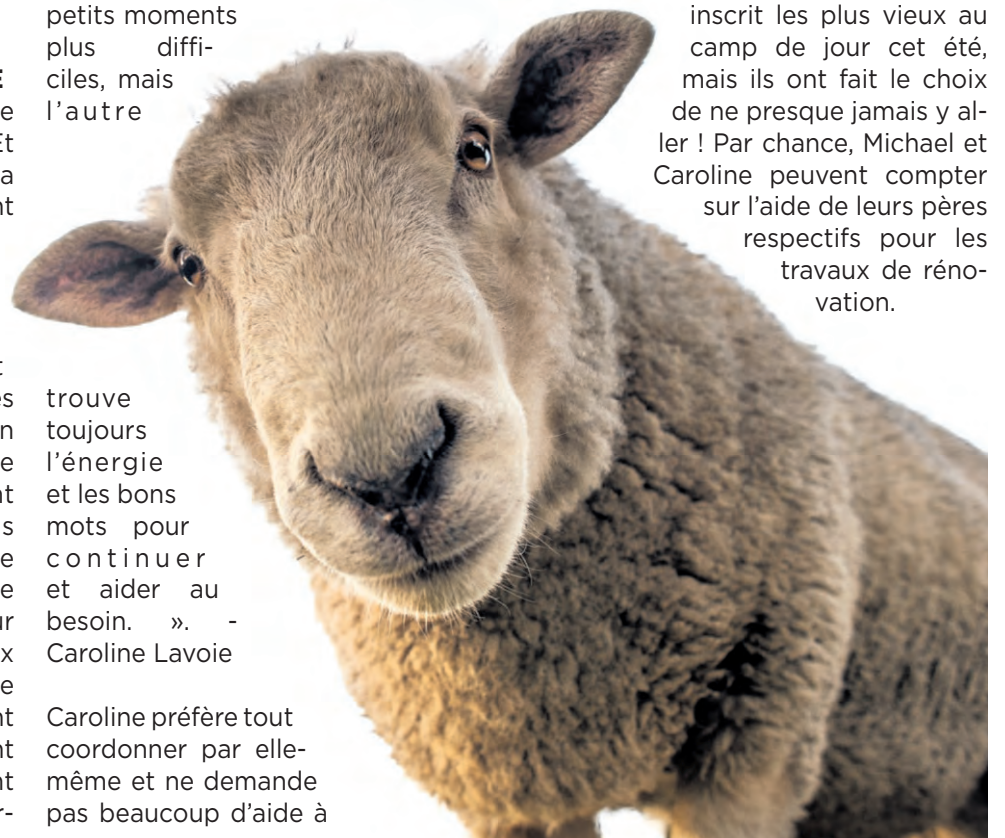 petits moments
plus diffi-
ciles, mais
l'autre
trouve
toujours
l'énergie
et les bons
mots pour
continuer
et aider au
besoin. ». -
Caroline Lavoie
Caroline préfère tout
coordonner par elle-
même et ne demande
pas beaucoup d'aide à
inscrit les plus vieux au
camp de jour cet été,
mais ils ont fait le choix
de ne presque jamais y al-
ler ! Par chance, Michael et
Caroline peuvent compter
sur l'aide de leurs pères
respectifs pour les
travaux de réno-
vation.